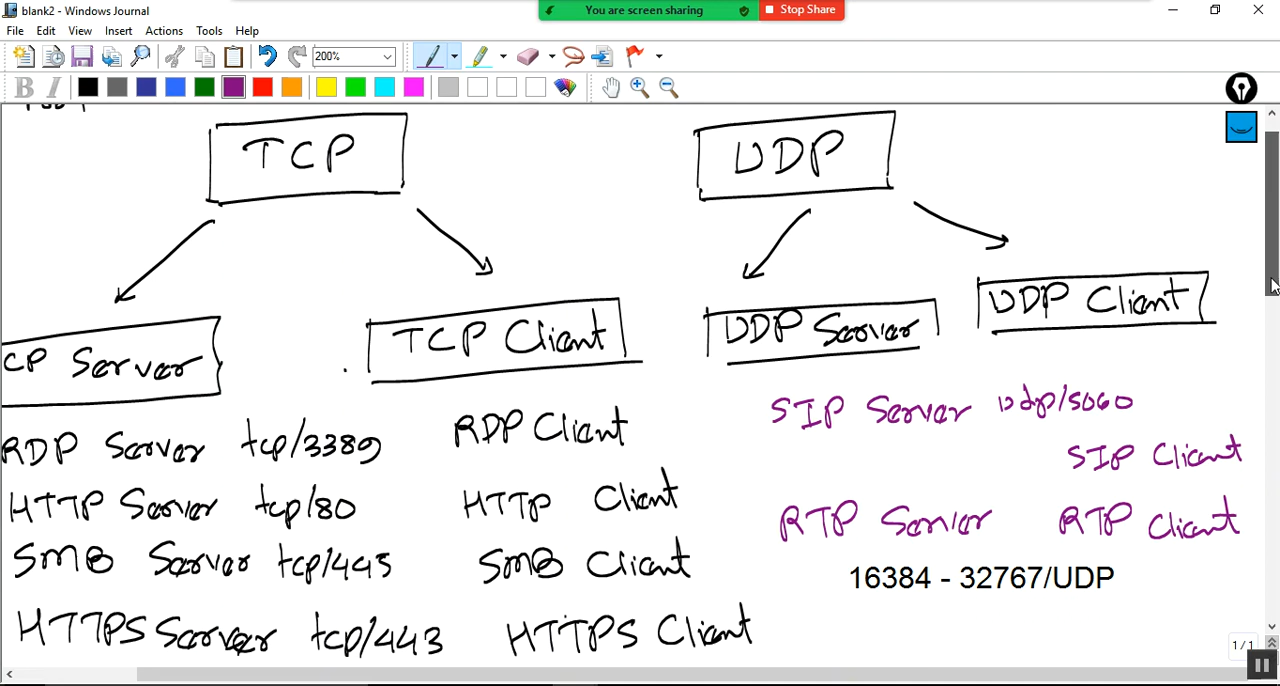 blank2 - Windows Journal
You are screen sharing
Stop Share
File Edit View Insert Actions Tools Help
200%
B I
TCP UDP
CP Server TCP Client UDP Server UDP Client
RDP Server tcp/3389 RDP Client
HTTP Server tcp/80 HTTP Client
SMB Server tcp/445 SMB Client
HTTPS Server tcp/443 HTTPS Client
SIP Server Udp/5060
SIP Client
RTP Server RTP Client
16384 - 32767/UDP
1/1